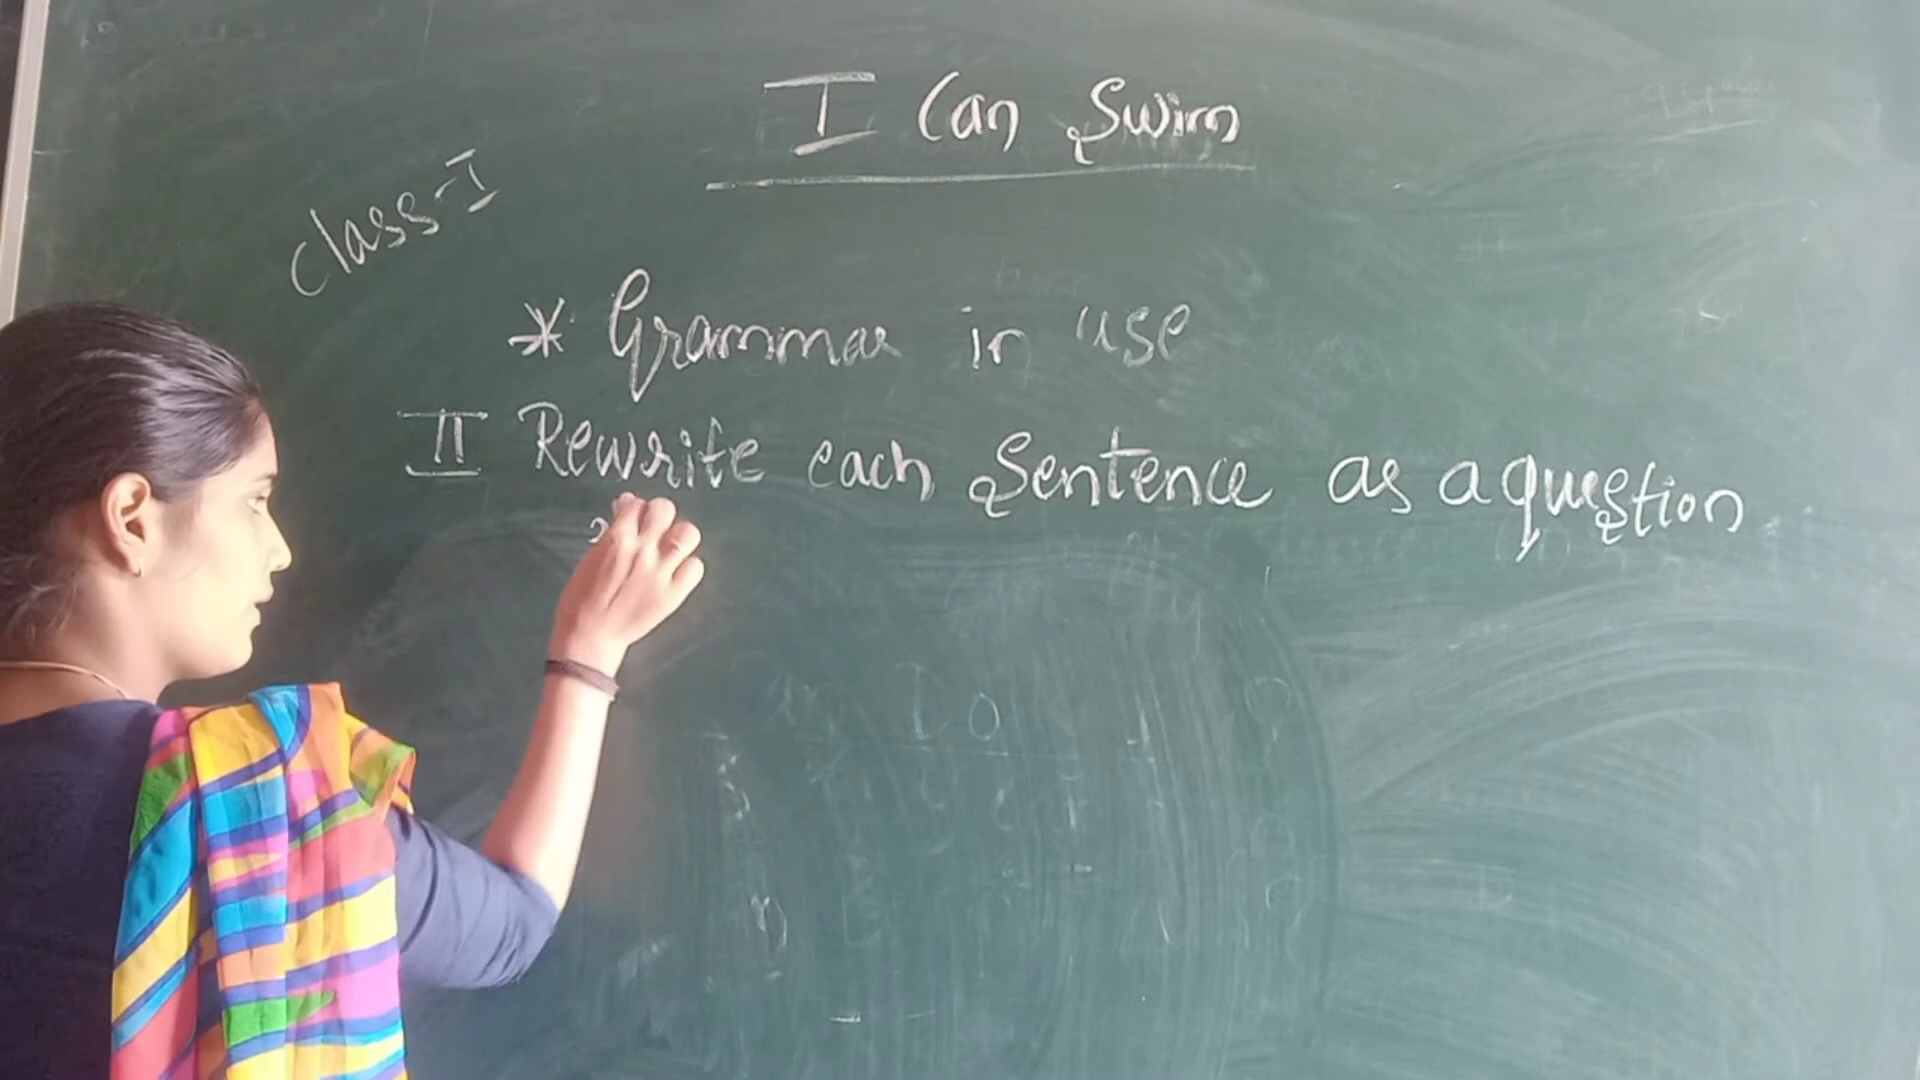 I Can Swim
Class-I
* Grammar in use
II Rewrite each Sentence as a question